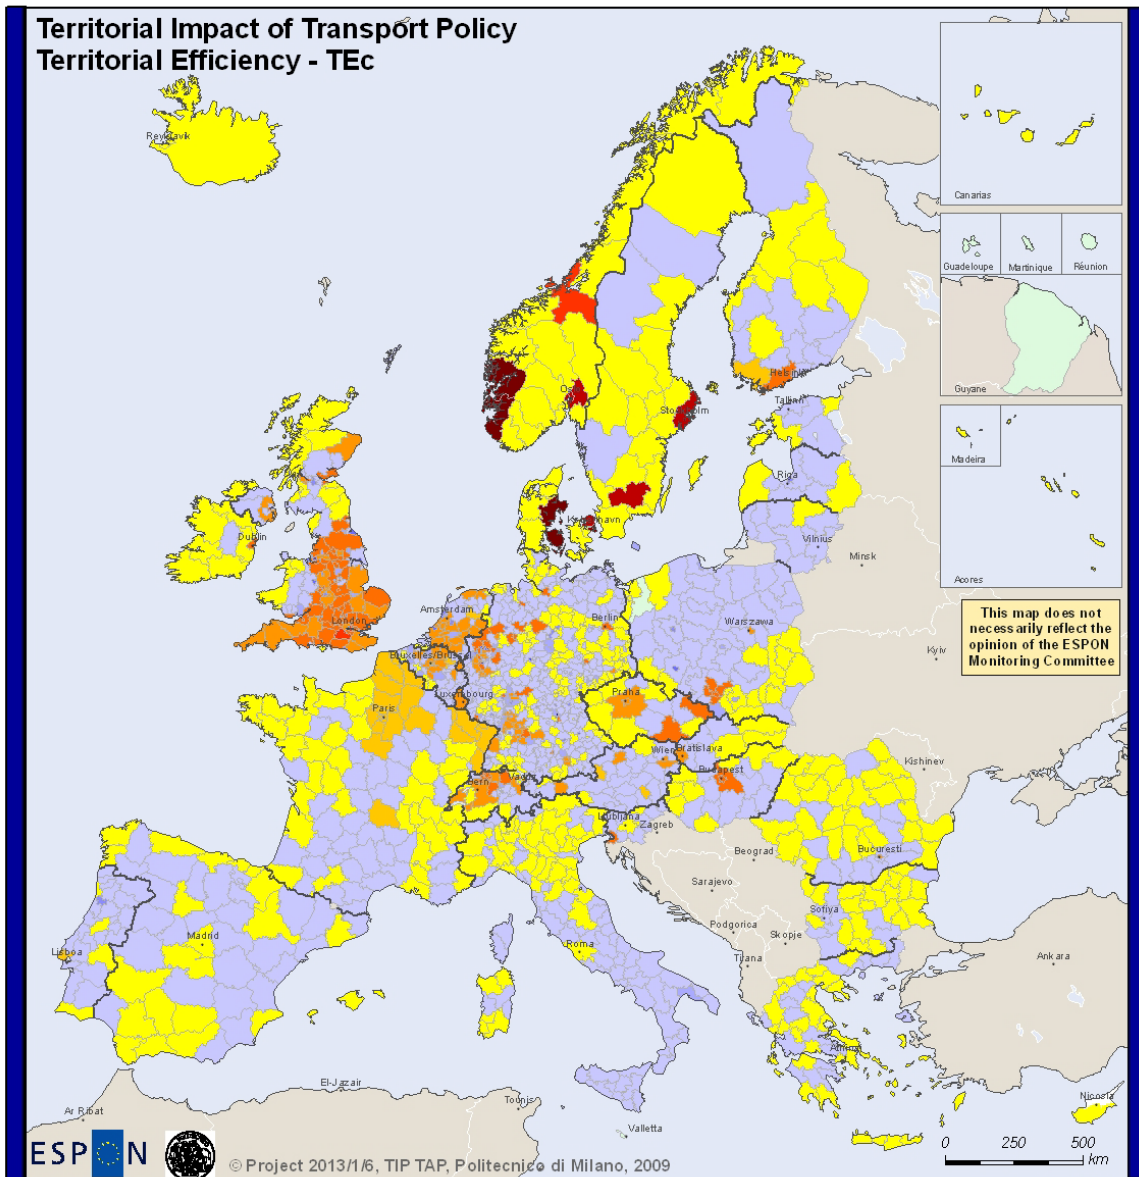 Territorial Impact of Transport Policy
Territorial Efficiency - TEc
Reykjavik
Canarias
Guadeloupe
Martinique
Réunion
Guyane
Helsinki
Tallinn
Stockholm
Riga
Madeira
Dublin
Vilnius
Minsk
Acores
Amsterdam
London
Berlin
Warszawa
This map does not
necessarily reflect the
opinion of the ESPON
Monitoring Committee
Kyiv
Bruxelles/Brussel
Luxembourg
Praha
Paris
Wien
Bratislava
Kishinev
Bern
Vaduz
Budapest
Ljubljana
Zagreb
Beograd
Bucuresti
Sarajevo
Sofiya
Podgorica
Skopje
Madrid
Lisboa
Roma
Tirana
Ankara
El-Jazair
Tounis
Ar Ribat
Valletta
Nicosia
ESPON
© Project 2013/1/6, TIP TAP, Politecnico di Milano, 2009
0 250 500
km